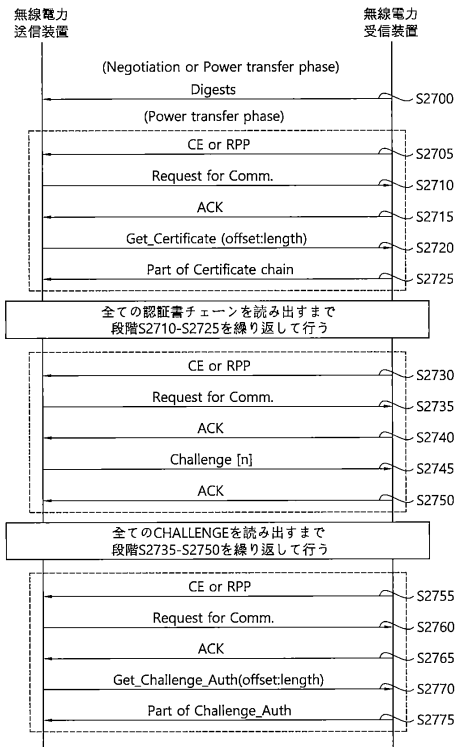 無線電力
送信装置
無線電力
受信装置
(Negotiation or Power transfer phase)
Digests
S2700
(Power transfer phase)
CE or RPP
S2705
Request for Comm.
S2710
ACK
S2715
Get_Certificate (offset:length)
S2720
Part of Certificate chain
S2725
全ての認証書チェーンを読み出すまで
段階S2710-S2725を繰り返して行う
CE or RPP
S2730
Request for Comm.
S2735
ACK
S2740
Challenge [n]
S2745
ACK
S2750
全てのCHALLENGEを読み出すまで
段階S2735-S2750を繰り返して行う
CE or RPP
S2755
Request for Comm.
S2760
ACK
S2765
Get_Challenge_Auth(offset:length)
S2770
Part of Challenge_Auth
S2775